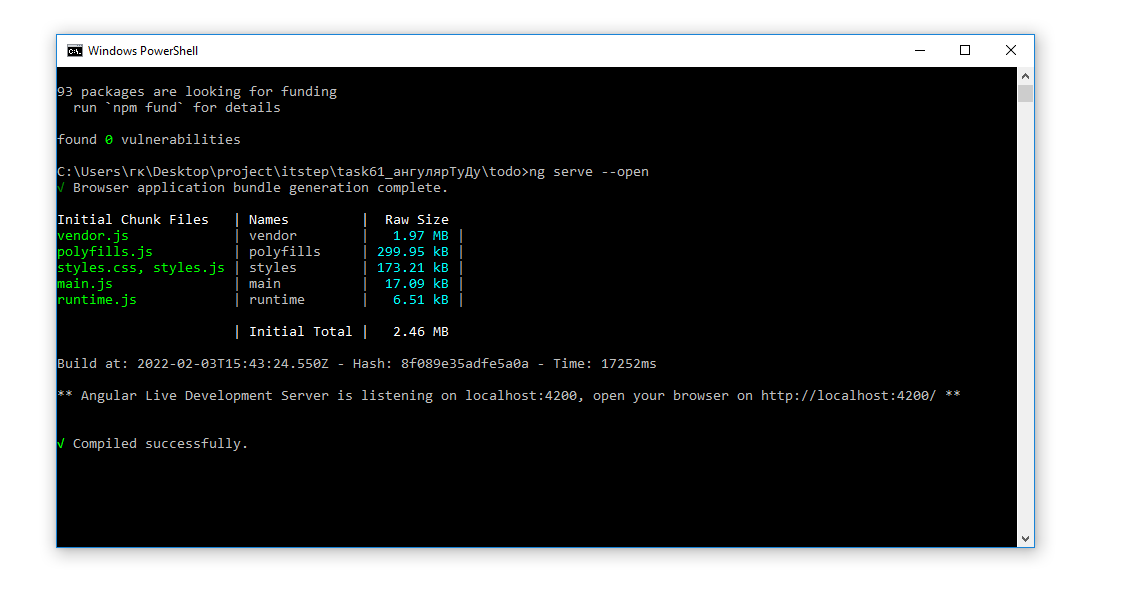 Windows PowerShell
93 packages are looking for funding
run `npm fund` for details
found 0 vulnerabilities
C:\Users\гк\Desktop\project\itstep\task61_ангулярТуДу\todo>ng serve --open
√ Browser application bundle generation complete.
Initial Chunk Files | Names | Raw Size
vendor.js | vendor | 1.97 MB |
polyfills.js | polyfills | 299.95 kB |
styles.css, styles.js | styles | 173.21 kB |
main.js | main | 17.09 kB |
runtime.js | runtime | 6.51 kB |
| Initial Total | 2.46 MB
Build at: 2022-02-03T15:43:24.550Z - Hash: 8f089e35adfe5a0a - Time: 17252ms
** Angular Live Development Server is listening on localhost:4200, open your browser on http://localhost:4200/ **
√ Compiled successfully.